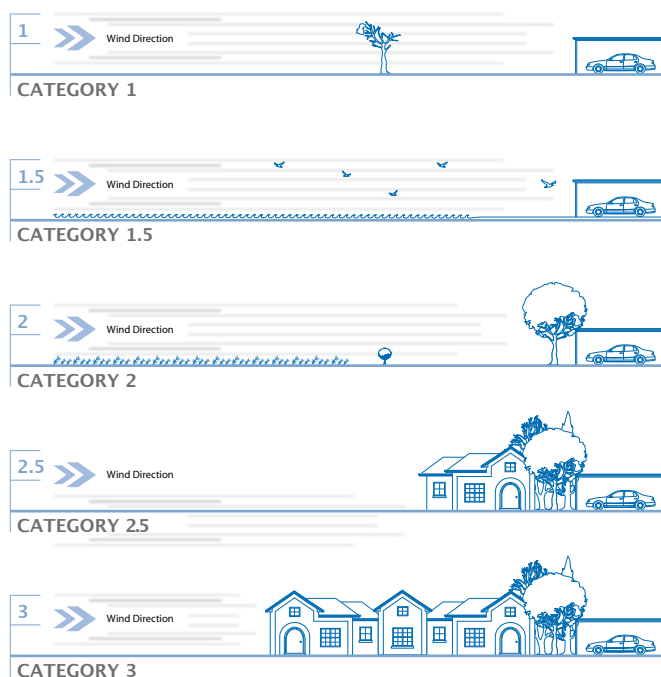 1
Wind Direction
CATEGORY 1
1.5
Wind Direction
CATEGORY 1.5
2
Wind Direction
CATEGORY 2
2.5
Wind Direction
CATEGORY 2.5
3
Wind Direction
CATEGORY 3